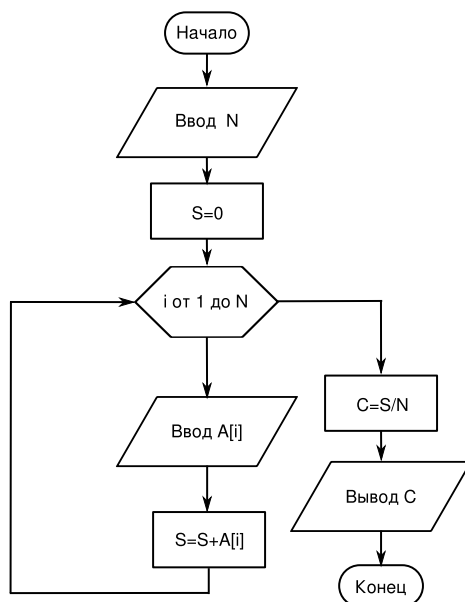 Начало
Ввод N
S=0
i от 1 до N
Ввод A[i]
S=S+A[i]
C=S/N
Вывод C
Конец